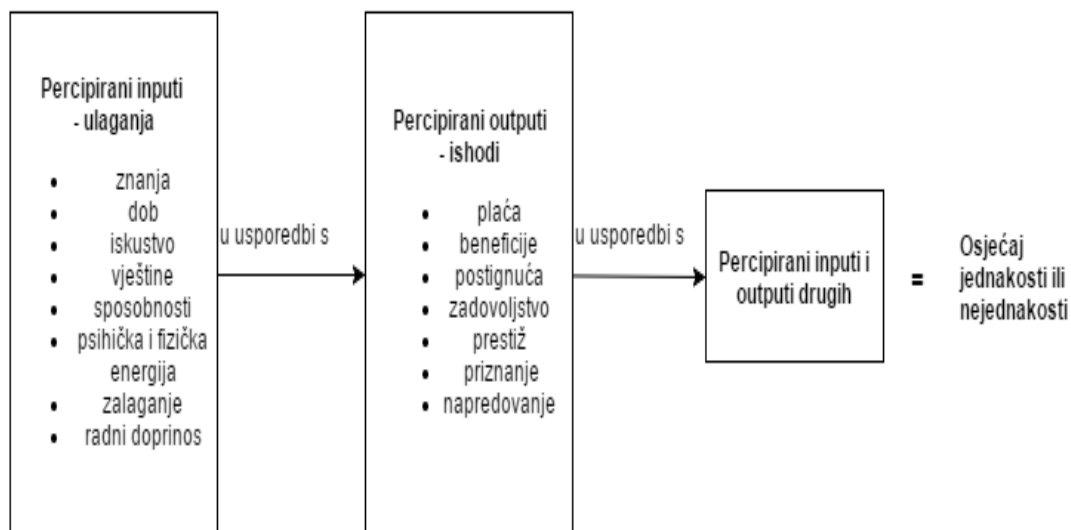 Percipirani inputi
- ulaganja
• znanja
• dob
• iskustvo
• vještine
• sposobnosti
• psihička i fizička
energija
• zalaganje
• radni doprinos
u usporedbi s
Percipirani outputi
- ishodi
• plaća
• beneficije
• postignuća
• zadovoljstvo
• prestiž
• priznanje
• napredovanje
u usporedbi s
Percipirani inputi i
outputi drugih
=
Osjećaj
jednakosti ili
nejednakosti